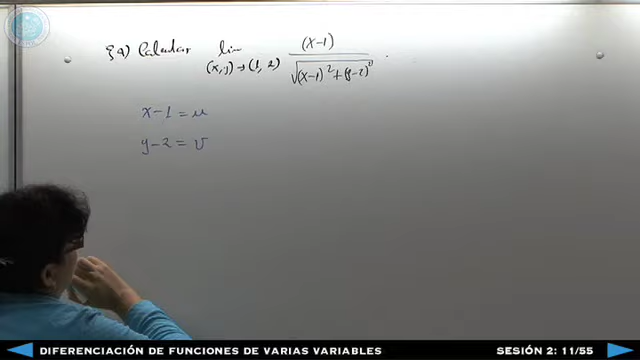 Calcular lim (x-1)
(x,y)→(1,2) √(x-1)²+(y-2)²
x-1=u
y-2=v
DIFERENCIACIÓN DE FUNCIONES DE VARIAS VARIABLES SESIÓN 2: 11/55